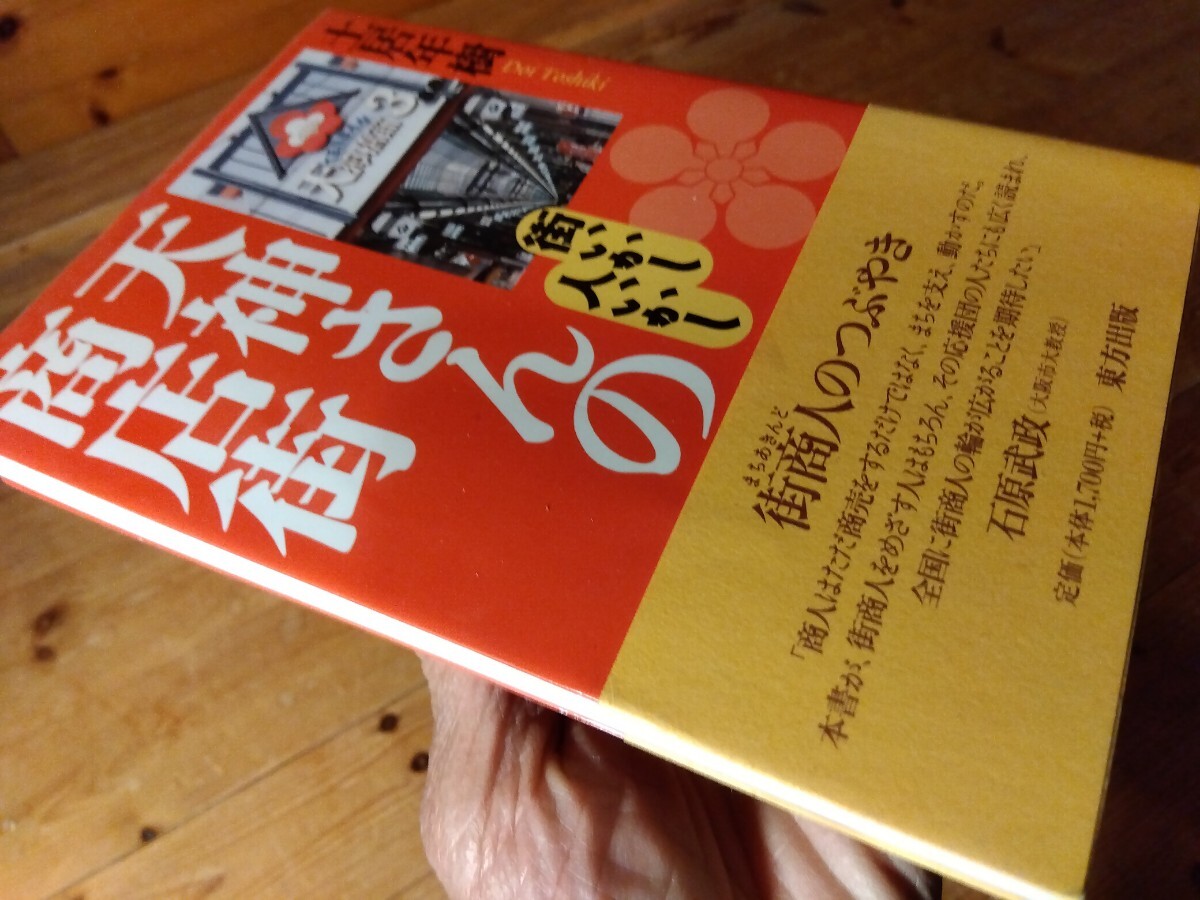 土居年樹
Doi Toshiki
天神さんの
商店街
街いかし
人いかし
まちあきんど
街商人のつぶやき
「商人はただ商売をするだけではなく、まちを支え、動かすのだ。
本書が、街商人をめざす人はもちろん、その応援団の人たちにも広く読まれ、
全国に街商人の輪が広がることを期待したい」
石原武政(大阪市大教授)
定価(本体1,700円+税) 東方出版